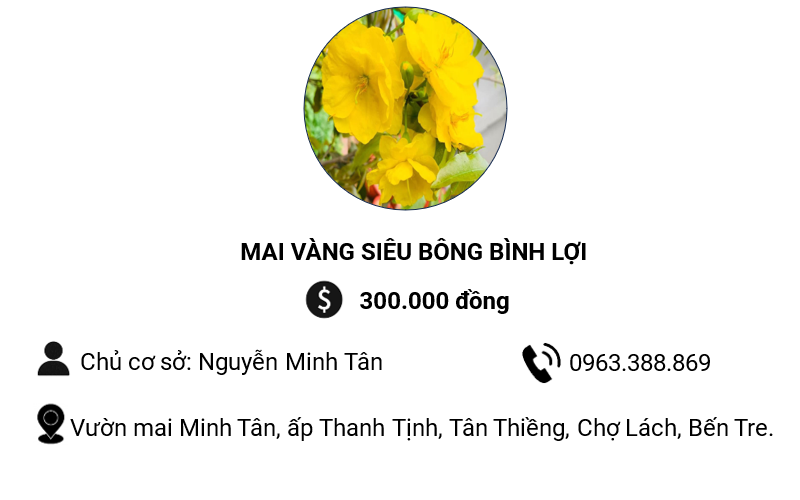 MAI VÀNG SIÊU BÔNG BÌNH LỢI
300.000 đồng
Chủ cơ sở: Nguyễn Minh Tân
0963.388.869
Vườn mai Minh Tân, ấp Thanh Tịnh, Tân Thiềng, Chợ Lách, Bến Tre.